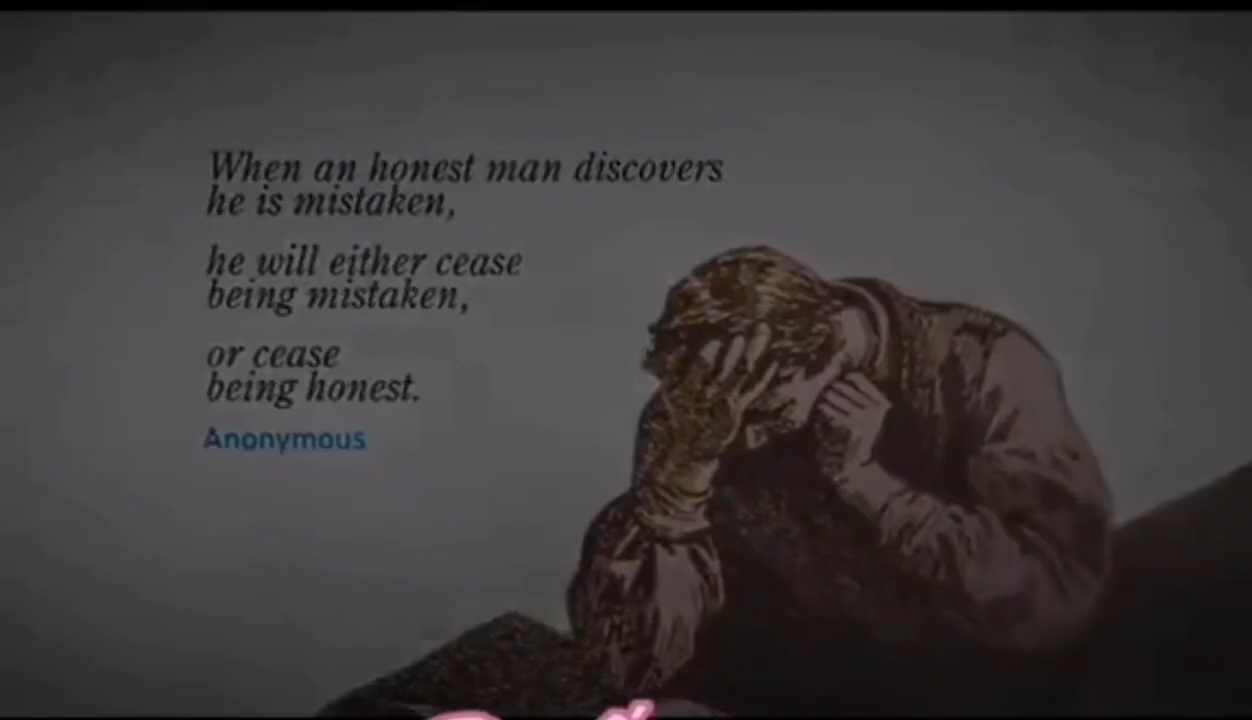 When an honest man discovers
he is mistaken,
he will either cease
being mistaken,
or cease
being honest.
Anonymous